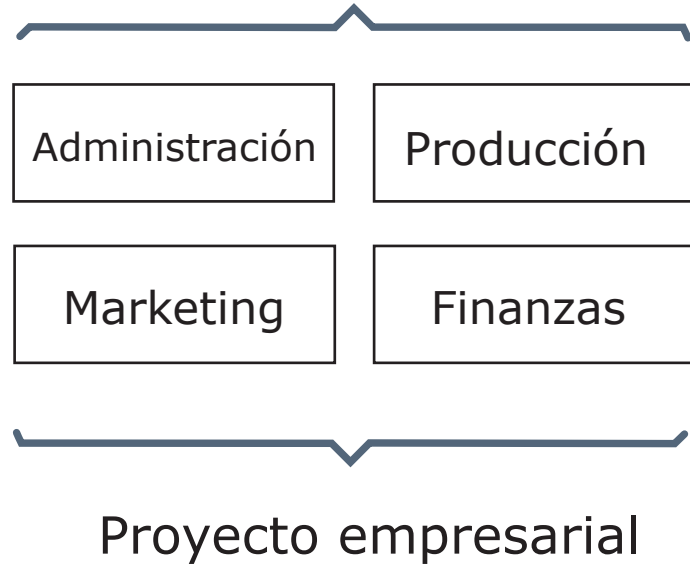 Administración
Producción
Marketing
Finanzas
Proyecto empresarial